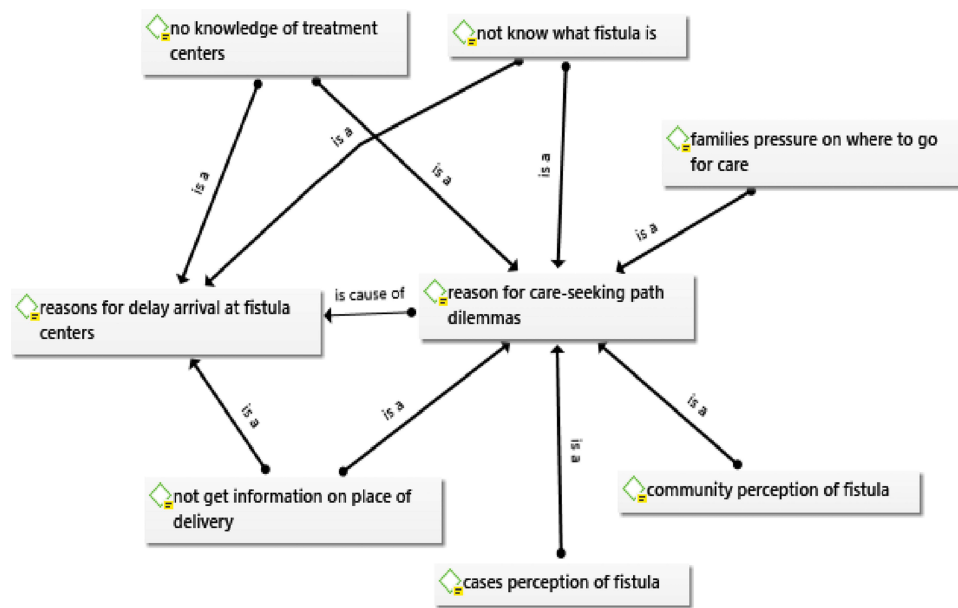 no knowledge of treatment
centers
not know what fistula is
families pressure on where to go
for care
is a
is a
is a
is a
is a
reasons for delay arrival at fistula
centers
is cause of
reason for care-seeking path
dilemmas
is a
is a
is a
is a
not get information on place of
delivery
community perception of fistula
cases perception of fistula